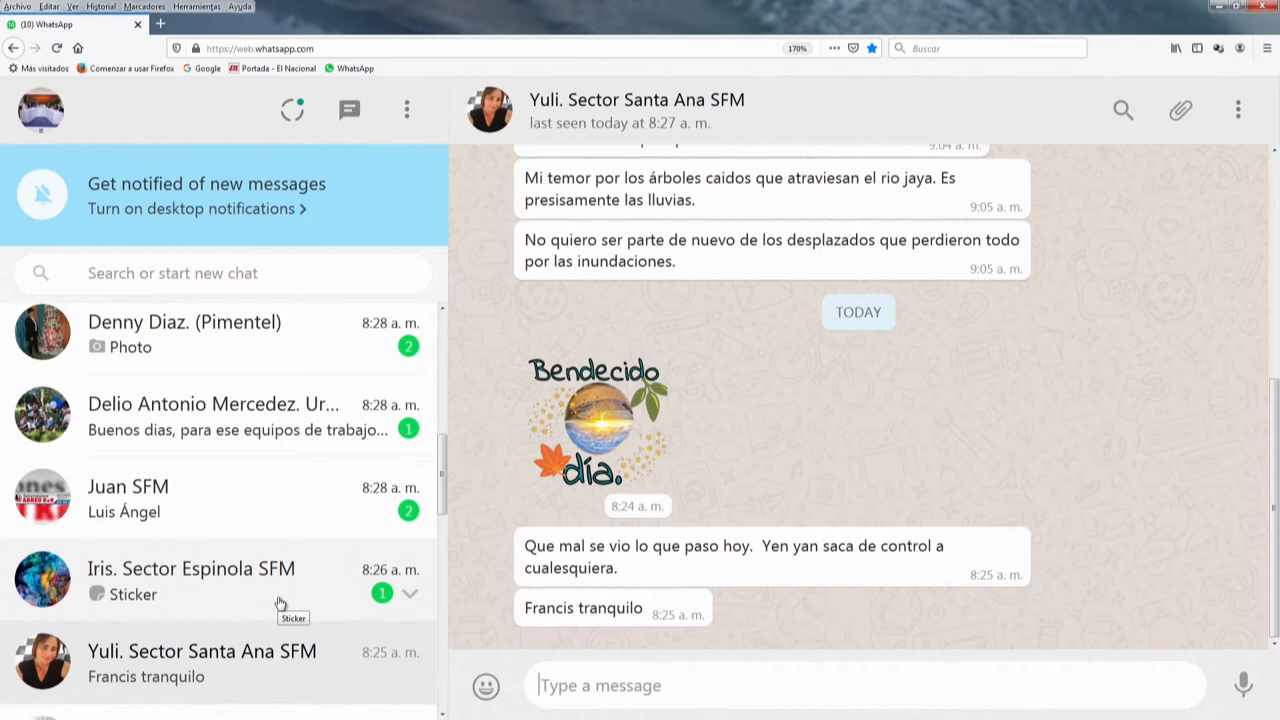 Archivo Editar Ver Historial Marcadores Herramientas Ayuda
(10) WhatsApp
https://web.whatsapp.com
170%
Buscar
Más visitados Comenzar a usar Firefox Google Portada - El Nacional WhatsApp
Get notified of new messages
Turn on desktop notifications >
Search or start new chat
Denny Diaz. (Pimentel) 8:28 a. m.
Photo 2
Delio Antonio Mercedez. Ur... 8:28 a. m.
Buenos dias, para ese equipos de trabajo... 1
Juan SFM 8:28 a. m.
Luis Ángel 2
Iris. Sector Espinola SFM 8:26 a. m.
Sticker 1
Sticker
Yuli. Sector Santa Ana SFM 8:25 a. m.
Francis tranquilo
Yuli. Sector Santa Ana SFM
last seen today at 8:27 a. m.
9:04 a. m.
Mi temor por los árboles caidos que atraviesan el rio jaya. Es
presisamente las lluvias.
9:05 a. m.
No quiero ser parte de nuevo de los desplazados que perdieron todo
por las inundaciones.
9:05 a. m.
TODAY
Bendecido
día.
8:24 a. m.
Que mal se vio lo que paso hoy. Yen yan saca de control a
cualesquiera.
8:25 a. m.
Francis tranquilo 8:25 a. m.
Type a message